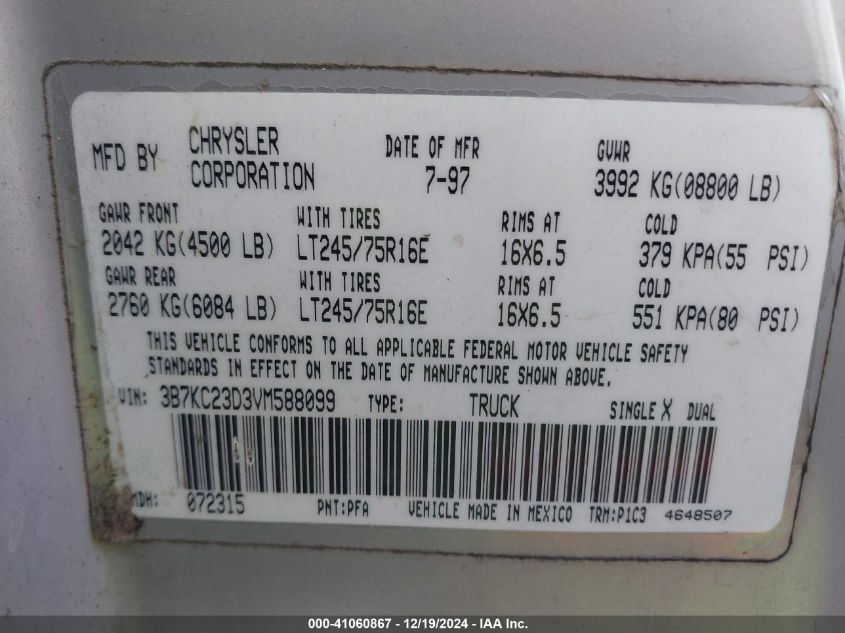 MFD BY CHRYSLER CORPORATION DATE OF MFR 7-97 GVWR 3992 KG(08800 LB)
GAWR FRONT WITH TIRES RIMS AT COLD
2042 KG(4500 LB) LT245/75R16E 16X6.5 379 KPA(55 PSI)
GAWR REAR WITH TIRES RIMS AT COLD
2760 KG(6084 LB) LT245/75R16E 16X6.5 551 KPA(80 PSI)
THIS VEHICLE CONFORMS TO ALL APPLICABLE FEDERAL MOTOR VEHICLE SAFETY
STANDARDS IN EFFECT ON THE DATE OF MANUFACTURE SHOWN ABOVE.
VIN: 3B7KC23D3VM588099 TYPE: TRUCK SINGLE X DUAL
MDH: 072315 PNT:PFA VEHICLE MADE IN MEXICO TRM:P1C3 4648507
000-41060867 - 12/19/2024 - IAA Inc.